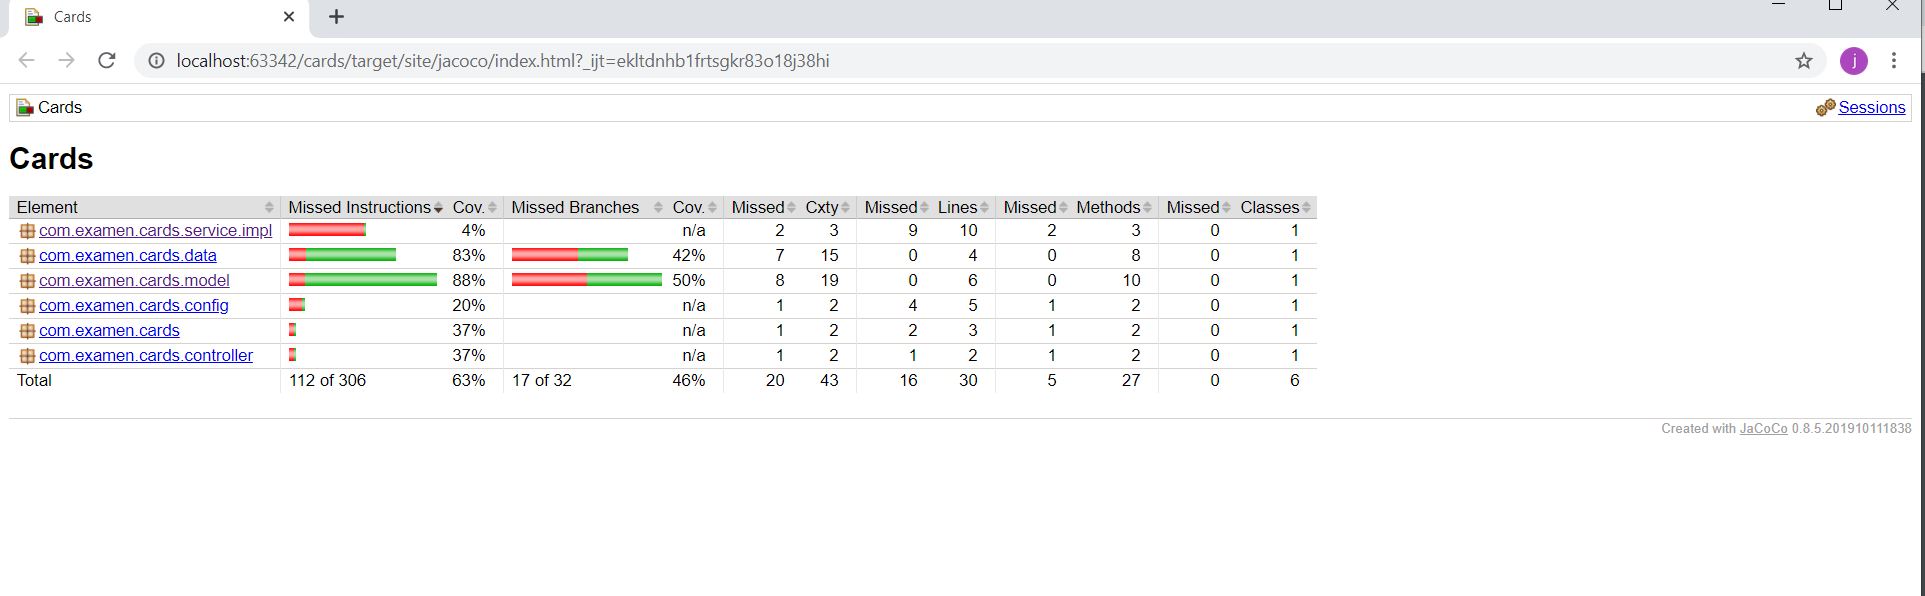 Cards
localhost:63342/cards/target/site/jacoco/index.html?_ijt=ekltdnhb1frtsgkr83o18j38hi
j
Cards
Sessions
Cards
Element Missed Instructions Cov. Missed Branches Cov. Missed Cxty Missed Lines Missed Methods Missed Classes
com.examen.cards.service.impl 4% n/a 2 3 9 10 2 3 0 1
com.examen.cards.data 83% 42% 7 15 0 4 0 8 0 1
com.examen.cards.model 88% 50% 8 19 0 6 0 10 0 1
com.examen.cards.config 20% n/a 1 2 4 5 1 2 0 1
com.examen.cards 37% n/a 1 2 2 3 1 2 0 1
com.examen.cards.controller 37% n/a 1 2 1 2 1 2 0 1
Total 112 of 306 63% 17 of 32 46% 20 43 16 30 5 27 0 6
Created with JaCoCo 0.8.5.201910111838